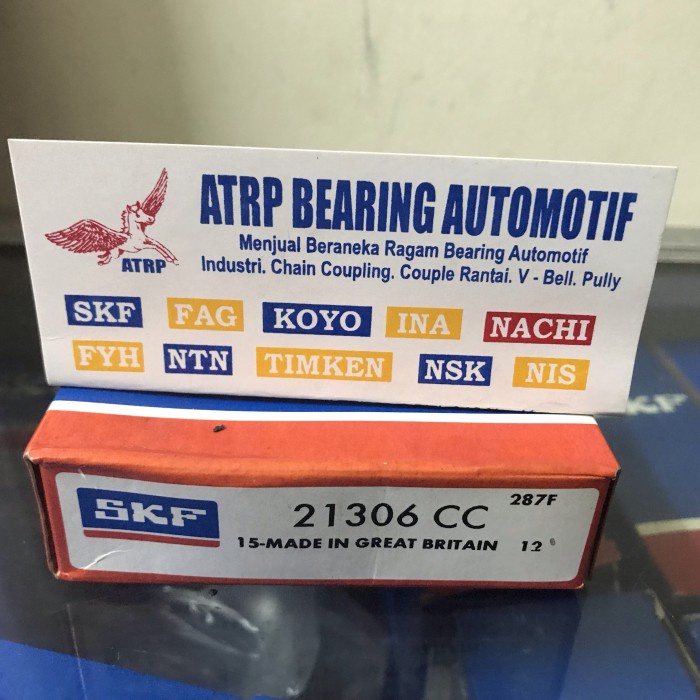 ATRP BEARING AUTOMOTIF
Menjual Beraneka Ragam Bearing Automotif
Industri. Chain Coupling. Couple Rantai. V - Bell. Pully
ATRP
SKF FAG KOYO INA NACHI
FYH NTN TIMKEN NSK NIS
SKF
21306 CC
287F
15-MADE IN GREAT BRITAIN 12